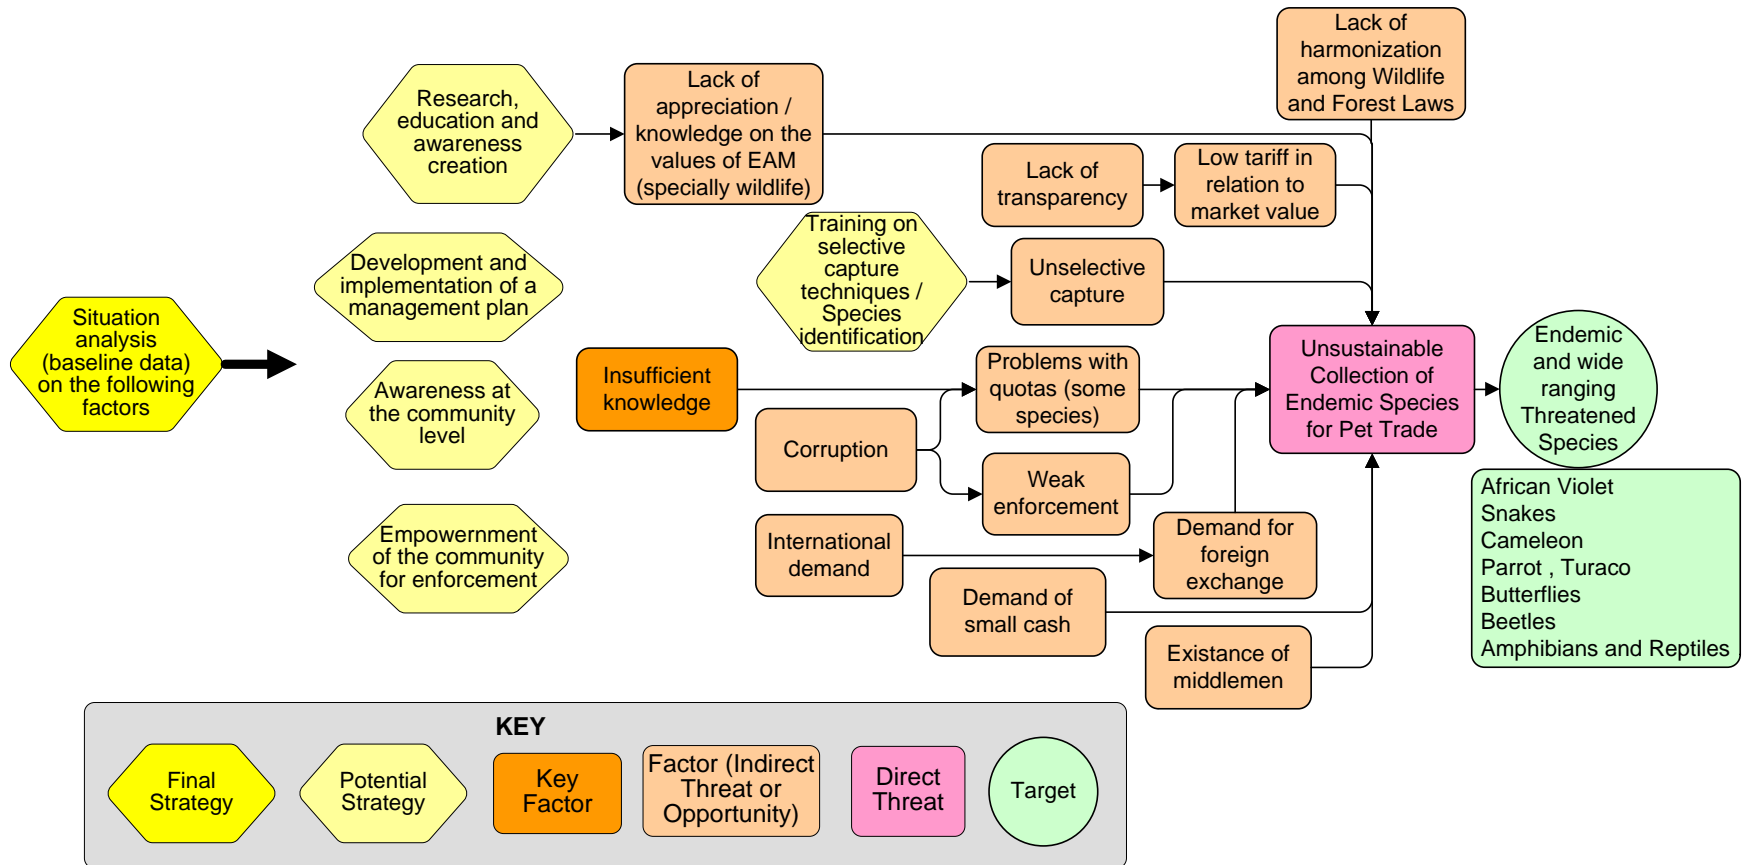 Situation
analysis
(baseline data)
on the following
factors
Research,
education and
awareness
creation
Development and
implementation of a
management plan
Awareness at
the community
level
Empowernment
of the community
for enforcement
Lack of
appreciation /
knowledge on the
values of EAM
(specially wildlife)
Training on
selective
capture
techniques /
Species
identification
Insufficient
knowledge
Corruption
International
demand
Lack of
harmonization
among Wildlife
and Forest Laws
Lack of
transparency
Low tariff in
relation to
market value
Unselective
capture
Problems with
quotas (some
species)
Weak
enforcement
Demand for
foreign
exchange
Demand of
small cash
Existance of
middlemen
Unsustainable
Collection of
Endemic Species
for Pet Trade
Endemic
and wide
ranging
Threatened
Species
African Violet
Snakes
Cameleon
Parrot , Turaco
Butterflies
Beetles
Amphibians and Reptiles
KEY
Final
Strategy
Potential
Strategy
Key
Factor
Factor (Indirect
Threat or
Opportunity)
Direct
Threat
Target